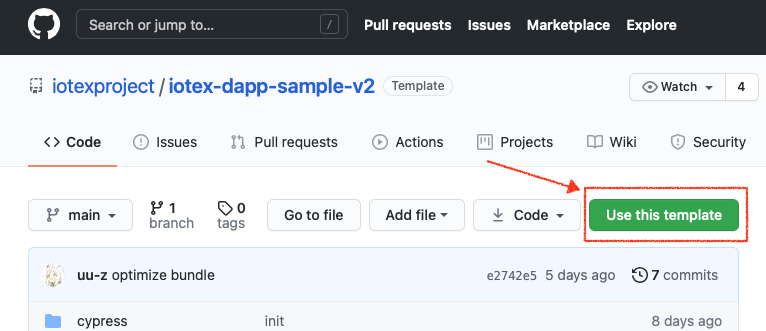 Search or jump to... / Pull requests Issues Marketplace Explore
iotexproject / iotex-dapp-sample-v2 Template Watch 4
Code Issues Pull requests Actions Projects Wiki Security
main 1 branch 0 tags Go to file Add file Code Use this template
uu-z optimize bundle e2742e5 5 days ago 7 commits
cypress init 8 days ago